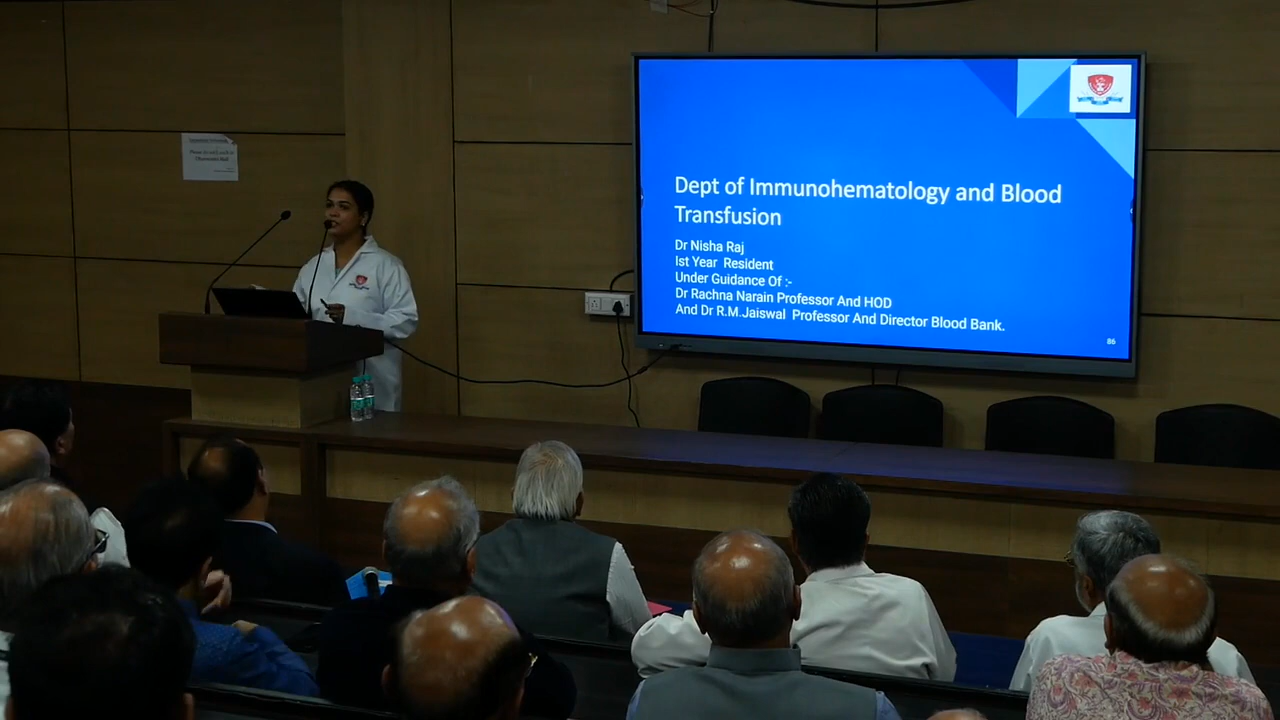 Dept of Immunohematology and Blood
Transfusion
Dr Nisha Raj
Ist Year Resident
Under Guidance Of :-
Dr Rachna Narain Professor And HOD
And Dr R.M.Jaiswal Professor And Director Blood Bank.
86